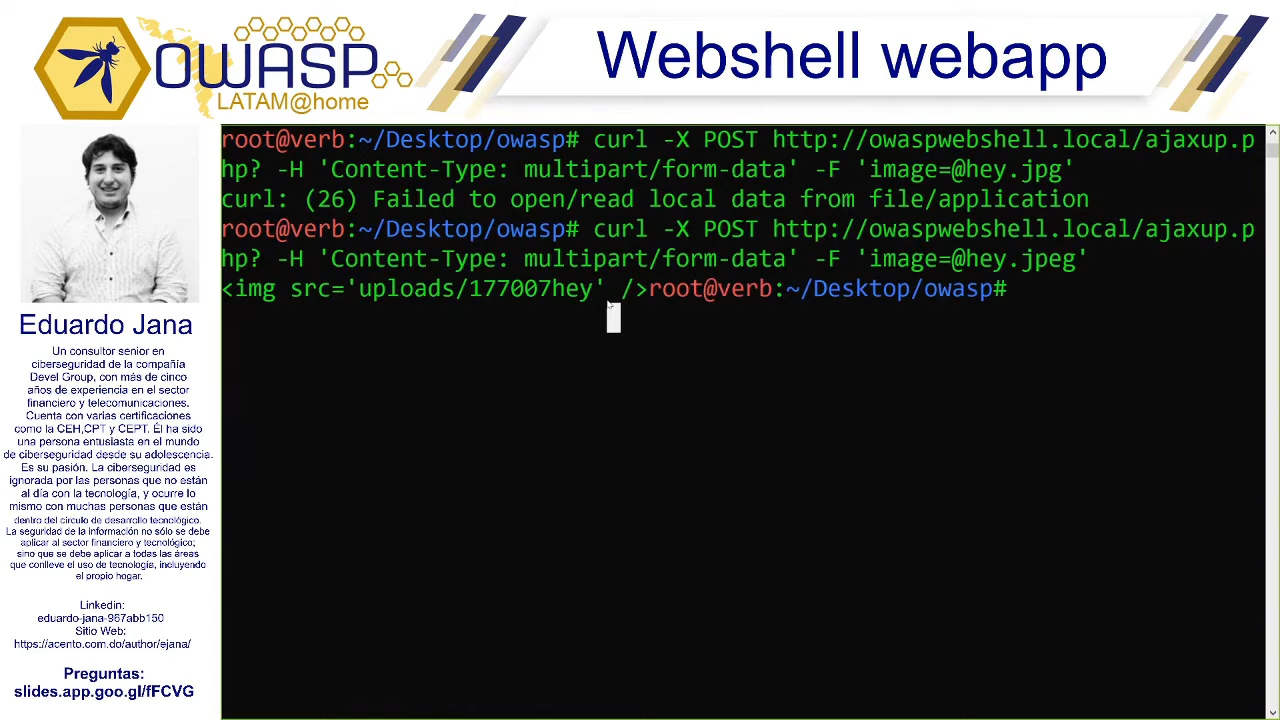 OWASP
LATAM@home
Webshell webapp
root@verb:~/Desktop/owasp# curl -X POST http://owaspwebshell.local/ajaxup.p
hp? -H 'Content-Type: multipart/form-data' -F 'image=@hey.jpg'
curl: (26) Failed to open/read local data from file/application
root@verb:~/Desktop/owasp# curl -X POST http://owaspwebshell.local/ajaxup.p
hp? -H 'Content-Type: multipart/form-data' -F 'image=@hey.jpeg'
<img src='uploads/177007hey' />root@verb:~/Desktop/owasp#
Eduardo Jana
Un consultor senior en
ciberseguridad de la compañía
Devel Group, con más de cinco
años de experiencia en el sector
financiero y telecomunicaciones.
Cuenta con varias certificaciones
como la CEH,CPT y CEPT. Él ha sido
una persona entusiasta en el mundo
de ciberseguridad desde su adolescencia.
Es su pasión. La ciberseguridad es
ignorada por las personas que no están
al día con la tecnología, y ocurre lo
mismo con muchas personas que están
dentro del círculo de desarrollo tecnológico.
La seguridad de la información no sólo se debe
aplicar al sector financiero y tecnológico;
sino que se debe aplicar a todas las áreas
que conlleve el uso de tecnología, incluyendo
el propio hogar.
Linkedin:
eduardo-jana-967abb150
Sitio Web:
https://acento.com.do/author/ejana/
Preguntas:
slides.app.goo.gl/fFCVG